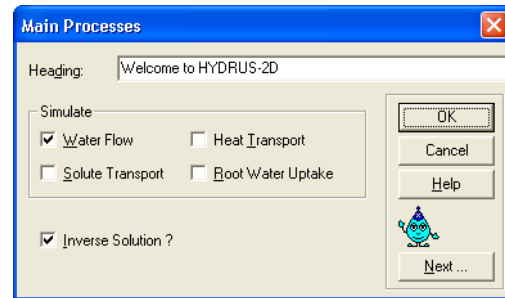 Main Processes
Heading: Welcome to HYDRUS-2D
Simulate
Water Flow Heat Transport
Solute Transport Root Water Uptake
Inverse Solution ?
OK
Cancel
Help
Next ...